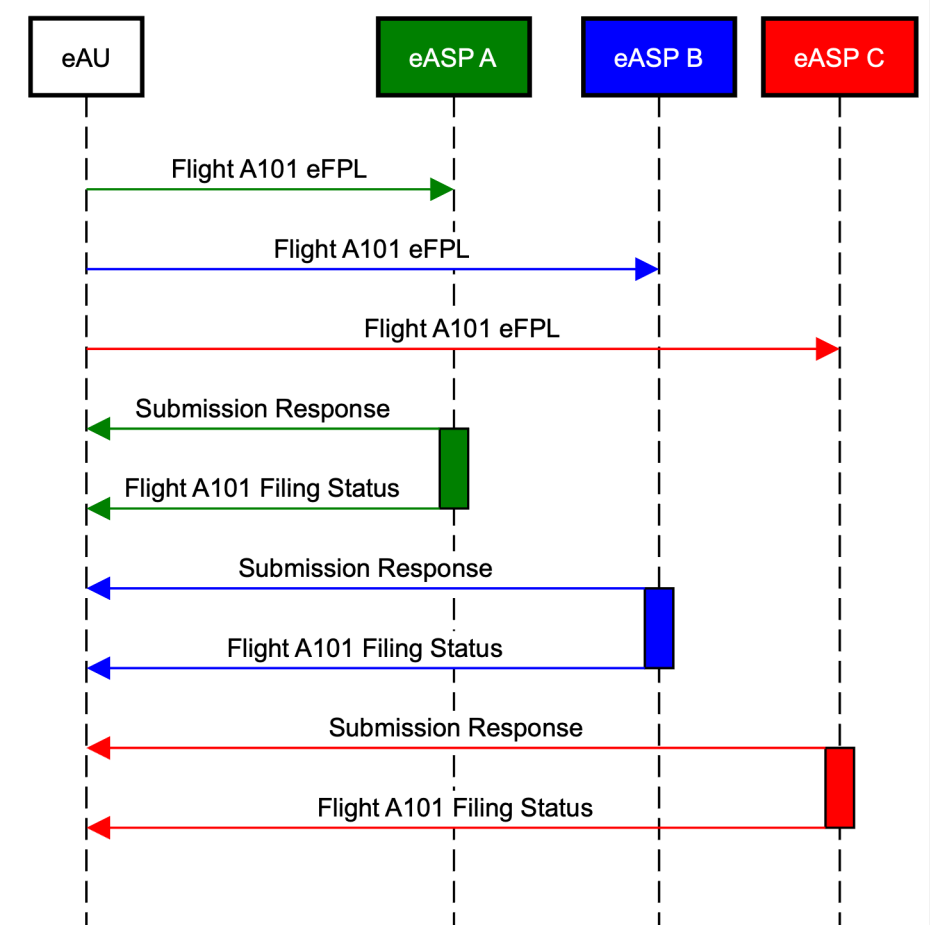 eAU
eASP A
eASP B
eASP C
Flight A101 eFPL
Flight A101 eFPL
Flight A101 eFPL
Submission Response
Flight A101 Filing Status
Submission Response
Flight A101 Filing Status
Submission Response
Flight A101 Filing Status